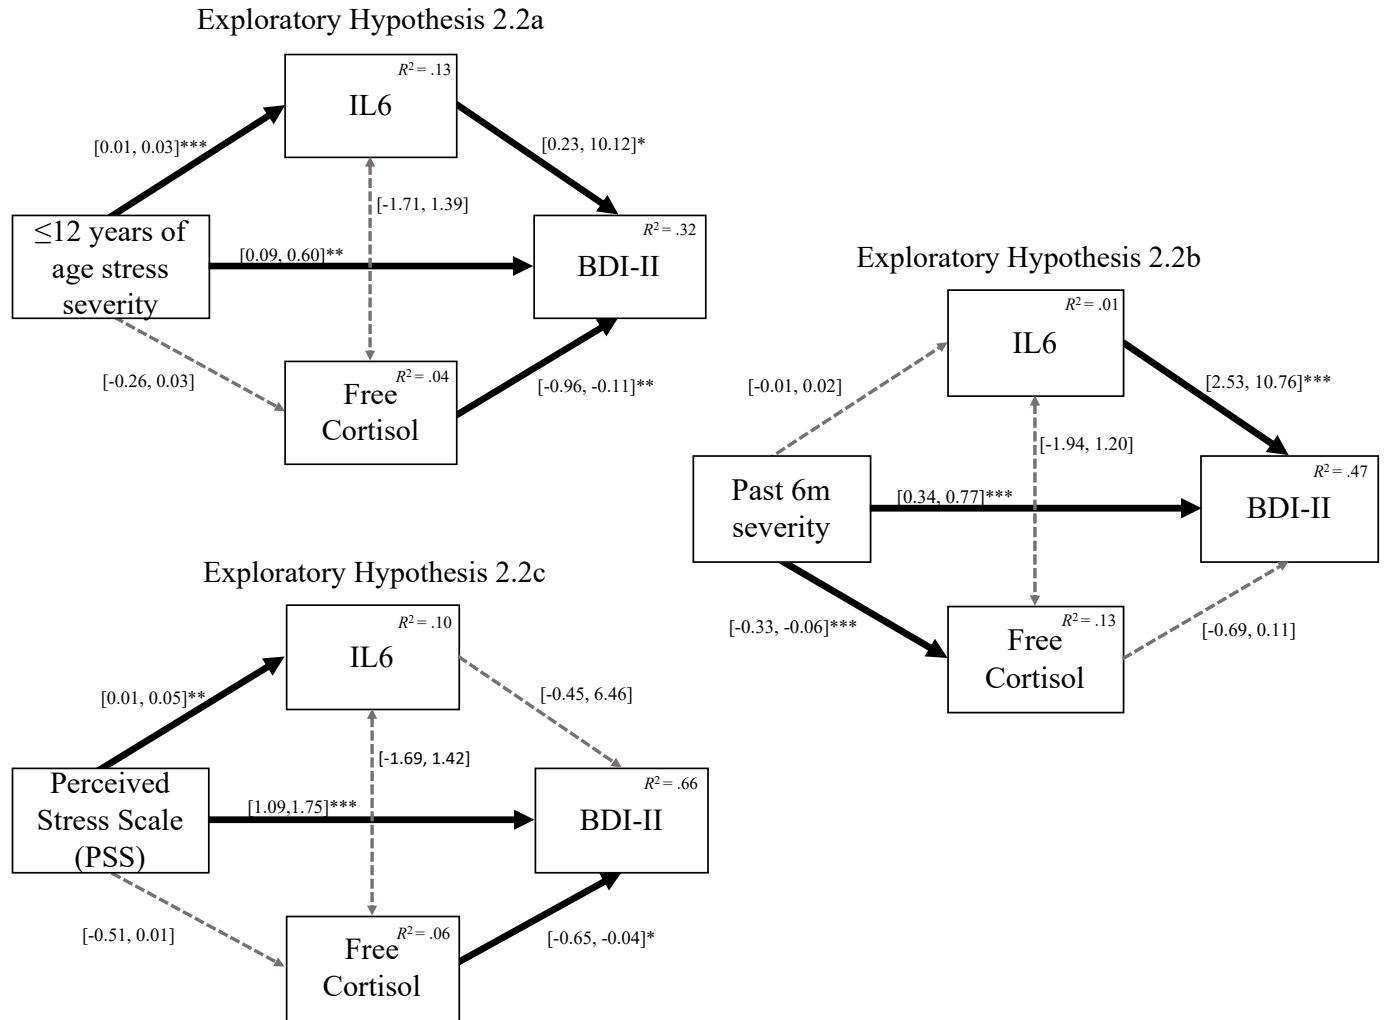 Exploratory Hypothesis 2.2a
R² = .13
IL6
[0.01, 0.03]***
[0.23, 10.12]*
[-1.71, 1.39]
≤12 years of
age stress
severity
[0.09, 0.60]**
R² = .32
BDI-II
[-0.26, 0.03]
R² = .04
Free
Cortisol
[-0.96, -0.11]**
Exploratory Hypothesis 2.2b
R² = .01
IL6
[-0.01, 0.02]
[2.53, 10.76]***
[-1.94, 1.20]
Past 6m
severity
[0.34, 0.77]***
R² = .47
BDI-II
[-0.33, -0.06]***
R² = .13
Free
Cortisol
[-0.69, 0.11]
Exploratory Hypothesis 2.2c
R² = .10
IL6
[0.01, 0.05]**
[-0.45, 6.46]
[-1.69, 1.42]
Perceived
Stress Scale
(PSS)
[1.09,1.75]***
R² = .66
BDI-II
[-0.51, 0.01]
R² = .06
Free
Cortisol
[-0.65, -0.04]*